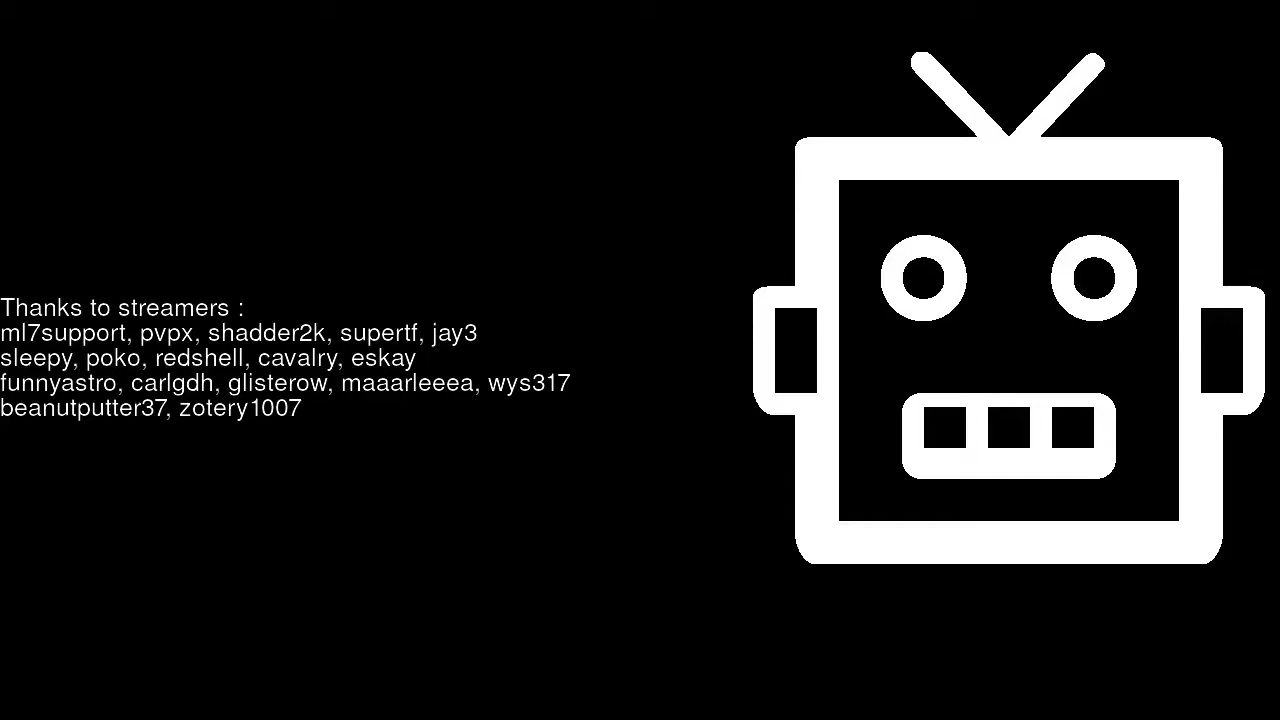 Thanks to streamers :
ml7support, pvpx, shadder2k, supertf, jay3
sleepy, poko, redshell, cavalry, eskay
funnyastro, carlgdh, glisterow, maaarleeea, wys317
beanutputter37, zotery1007